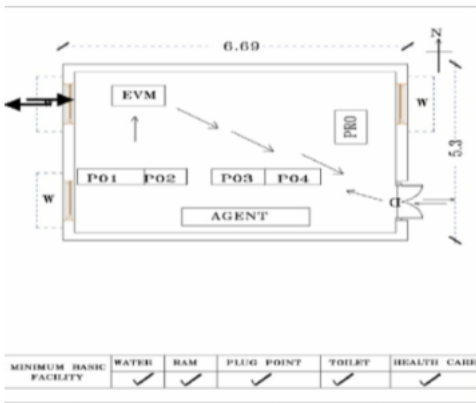 6.69
N
W
EVM
W
PRO
5.3
P01 P02 P03 P04
W
D
AGENT
MINIMUM BASIC FACILITY WATER RAM PLUG POINT TOILET HEALTH CARE